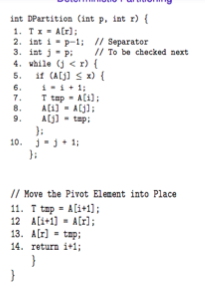 Deterministic Partitioning
int DPartition (int p, int r) {
1. T x = A[r];
2. int i = p-1; // Separator
3. int j = p; // To be checked next
4. while (j < r) {
5. if (A[j] ≤ x) {
6. i = i + 1;
7. T tmp = A[i];
8. A[i] = A[j];
9. A[j] = tmp;
};
10. j = j + 1;
};
// Move the Pivot Element into Place
11. T tmp = A[i+1];
12 A[i+1] = A[r];
13. A[r] = tmp;
14. return i+1;
}
}